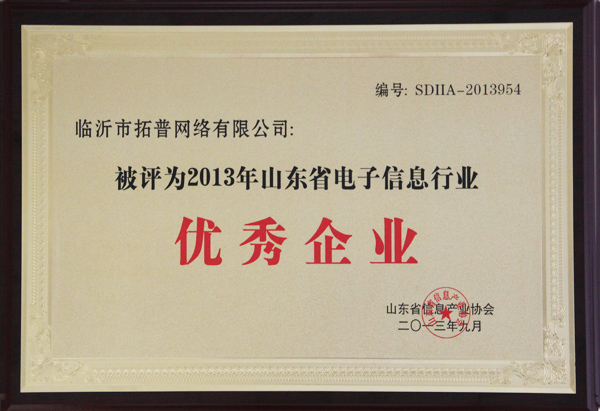 编号: SDIIA-2013954
临沂市拓普网络有限公司:
被评为2013年山东省电子信息行业
优秀企业
山东省信息产业协会
二〇一三年九月